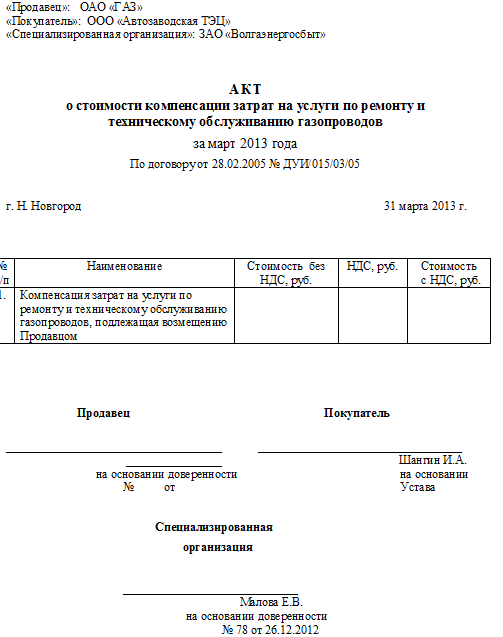 «Продавец»: ОАО «ГАЗ»
«Покупатель»: ООО «Автозаводская ТЭЦ»
«Специализированная организация»: ЗАО «Волгаэнергосбыт»
А К Т
о стоимости компенсации затрат на услуги по ремонту и
техническому обслуживанию газопроводов
за март 2013 года
По договору от 28.02.2005 № ДУИ/015/03/05
г. Н. Новгород 31 марта 2013 г.
№ Наименование Стоимость без НДС, руб. Стоимость
/п НДС, руб. с НДС, руб.
1. Компенсация затрат на услуги по
ремонту и техническому обслуживанию
газопроводов, подлежащая возмещению
Продавцом
Продавец Покупатель
Шангин И.А.
на основании доверенности на основании
№ от Устава
Специализированная
организация
Малова Е.В.
на основании доверенности
№ 78 от 26.12.2012